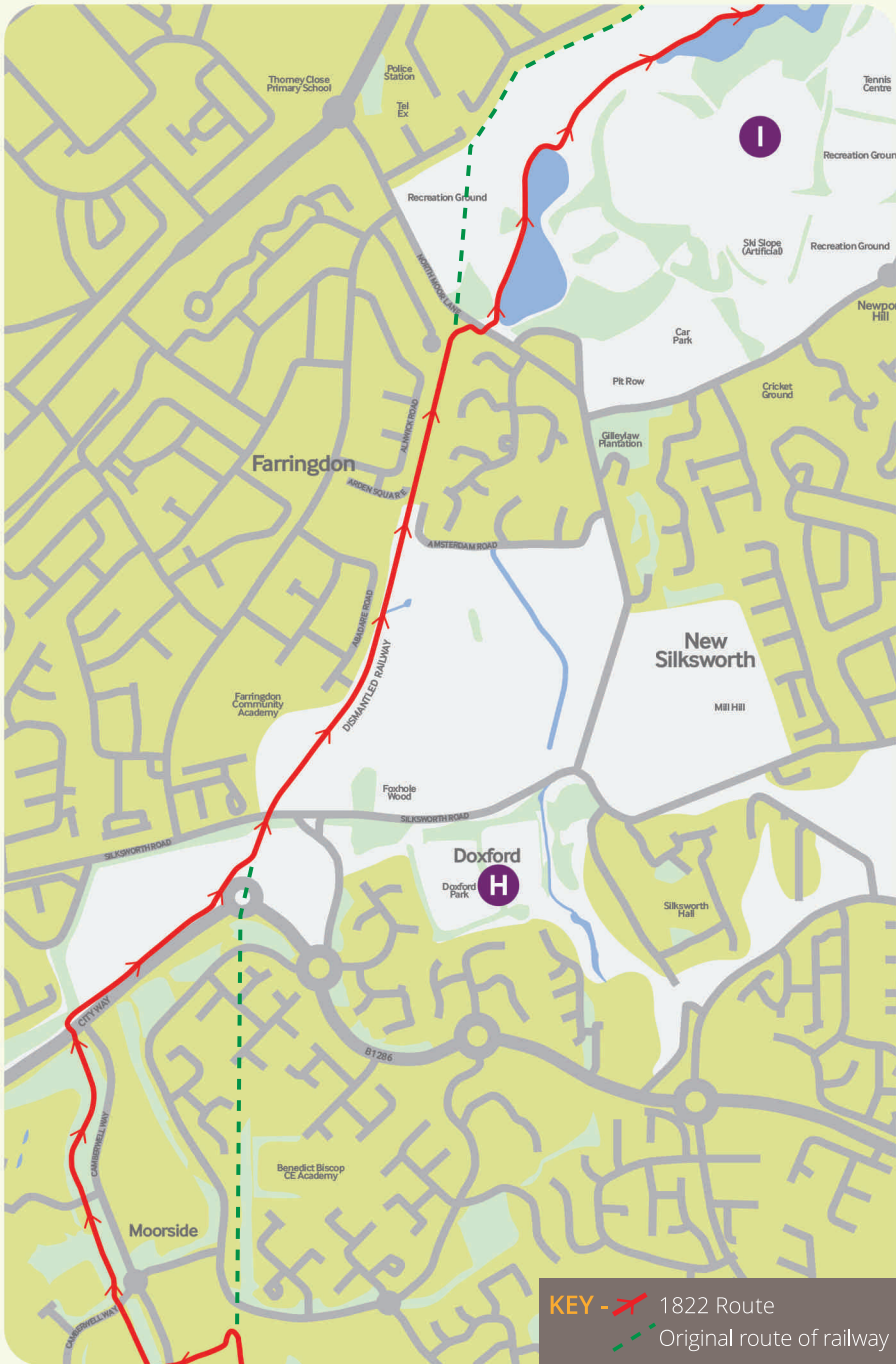 Thorney Close
Primary School
Police
Station
Tel
Ex
Tennis
Centre
I
Recreation Groun
Recreation Ground
Ski Slope
(Artificial)
Recreation Ground
NORTH MOOR LANE
Newpor
Hill
Car
Park
Pit Row
Cricket
Ground
ALNWICK ROAD
Gilleylaw
Plantation
Farringdon
ARDEN SQUARE
AMSTERDAM ROAD
ABADARE ROAD
New
Silksworth
DISMANTLED RAILWAY
Farringdon
Community
Academy
Mill Hill
Foxhole
Wood
SILKSWORTH ROAD
SILKSWORTH ROAD
Doxford
Doxford
Park
H
Silksworth
Hall
CITY WAY
B1286
CAMBERWELL WAY
Benedict Biscop
CE Academy
Moorside
CAMBERWELL WAY
KEY - 1822 Route
Original route of railway